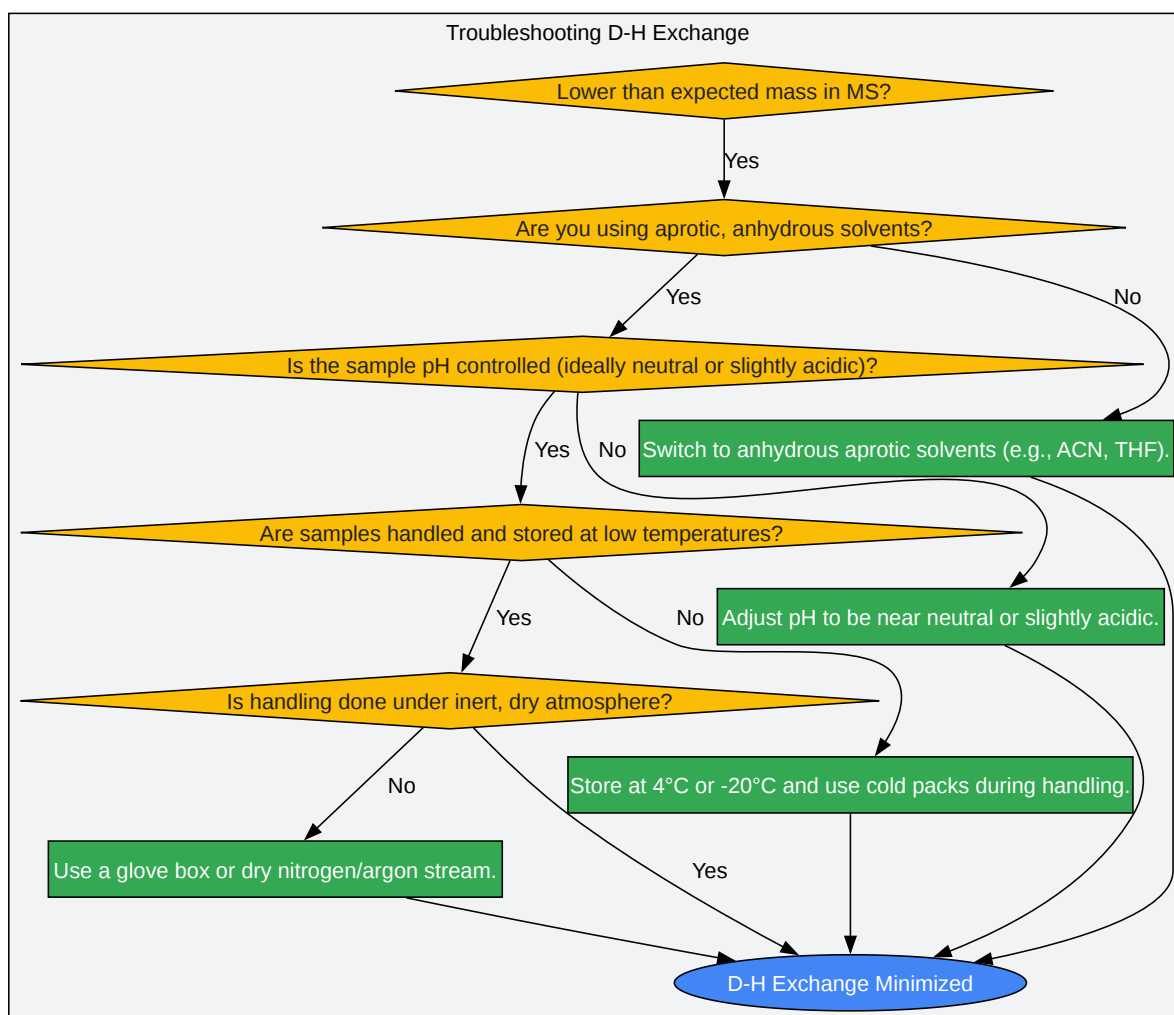 Troubleshooting D-H Exchange
Lower than expected mass in MS?
Yes
Are you using aprotic, anhydrous solvents?
Yes
No
Is the sample pH controlled (ideally neutral or slightly acidic)?
Yes
No
Switch to anhydrous aprotic solvents (e.g., ACN, THF).
Are samples handled and stored at low temperatures?
Yes
No
Adjust pH to be near neutral or slightly acidic.
Is handling done under inert, dry atmosphere?
No
Store at 4°C or -20°C and use cold packs during handling.
Use a glove box or dry nitrogen/argon stream.
Yes
D-H Exchange Minimized